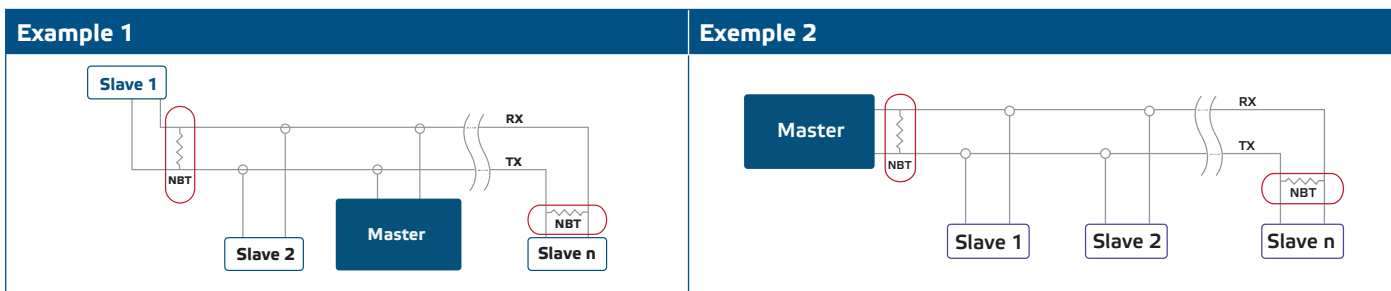 Example 1
Slave 1
RX
TX
NBT
NBT
Master
Slave 2
Slave n
Exemple 2
Master
RX
TX
NBT
NBT
Slave 1
Slave 2
Slave n